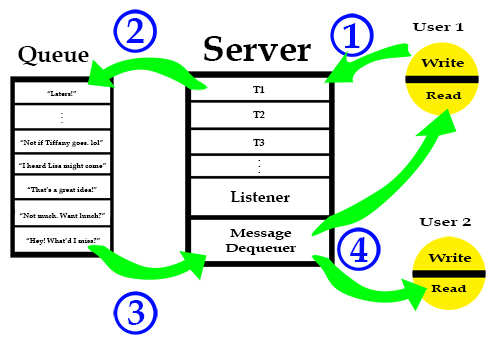 Queue
"Laters!"
"Not if Tiffany goes. lol"
"I heard Lisa might come"
"That's a great idea!"
"Not much. Want lunch?"
"Hey! What'd I miss?"
2
3
Server
T1
T2
T3
Listener
Message
Dequeuer
1
4
User 1
Write
Read
User 2
Write
Read